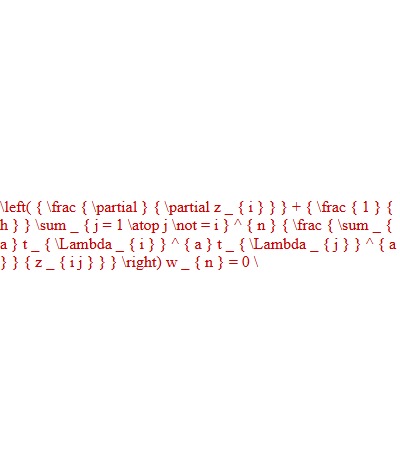 \left( { \frac { \partial } { \partial z _ { i } } } + { \frac { 1 } {
h } } \sum _ { j = 1 \atop j \not = i } ^ { n } { \frac { \sum _ {
a } t _ { \Lambda _ { i } } ^ { a } t _ { \Lambda _ { j } } ^ { a
} } { z _ { i j } } } \right) w _ { n } = 0 \